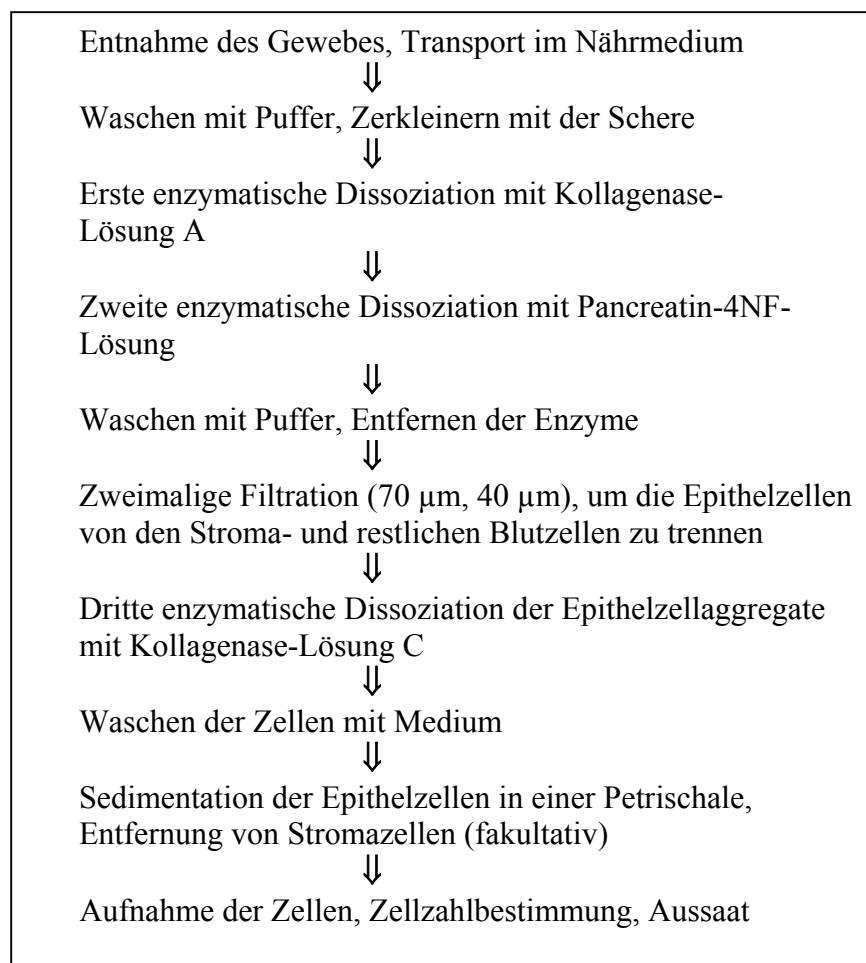 Entnahme des Gewebes, Transport im Nährmedium
⇓
Waschen mit Puffer, Zerkleinern mit der Schere
⇓
Erste enzymatische Dissoziation mit Kollagenase-
Lösung A
⇓
Zweite enzymatische Dissoziation mit Pancreatin-4NF-
Lösung
⇓
Waschen mit Puffer, Entfernen der Enzyme
⇓
Zweimalige Filtration (70 µm, 40 µm), um die Epithelzellen
von den Stroma- und restlichen Blutzellen zu trennen
⇓
Dritte enzymatische Dissoziation der Epithelzellaggregate
mit Kollagenase-Lösung C
⇓
Waschen der Zellen mit Medium
⇓
Sedimentation der Epithelzellen in einer Petrischale,
Entfernung von Stromazellen (fakultativ)
⇓
Aufnahme der Zellen, Zellzahlbestimmung, Aussaat